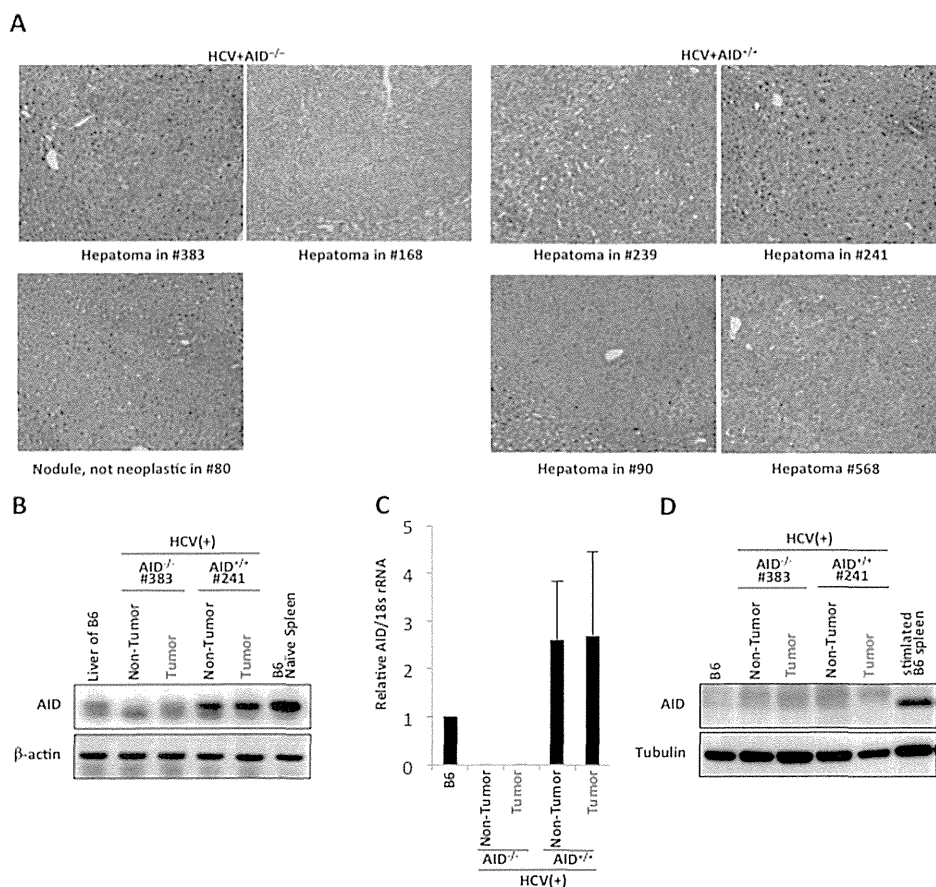 A
HCV+AID-/-
HCV+AID+/+
Hepatoma in #383
Hepatoma in #168
Hepatoma in #239
Hepatoma in #241
Nodule, not neoplastic in #80
Hepatoma in #90
Hepatoma #568
B
HCV(+)
AID-/- #383
AID+/+ #241
Liver of B6
Non-Tumor
Tumor
Non-Tumor
Tumor
B6 Naïve Spleen
AID
β-actin
C
Relative AID/18s rRNA
5
4
3
2
1
0
B6
Non-Tumor
Tumor
Non-Tumor
Tumor
AID-/-
AID+/+
HCV(+)
D
HCV(+)
AID-/- #383
AID+/+ #241
B6
Non-Tumor
Tumor
Non-Tumor
Tumor
stimlated B6 spleen
AID
Tubulin